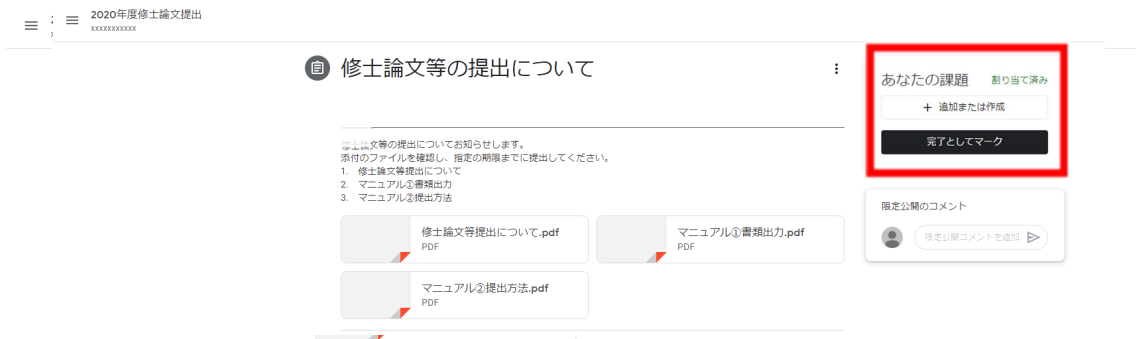 2020年度修士論文提出
xxxxxxxxxxx
修士論文等の提出について
修士論文等の提出についてお知らせします。
添付のファイルを確認し、指定の期限までに提出してください。
1. 修士論文等提出について
2. マニュアル①書類出力
3. マニュアル②提出方法
修士論文等提出について.pdf
PDF
マニュアル①書類出力.pdf
PDF
マニュアル②提出方法.pdf
PDF
あなたの課題 割り当て済み
+ 追加または作成
完了としてマーク
限定公開のコメント
限定公開コメントを追加